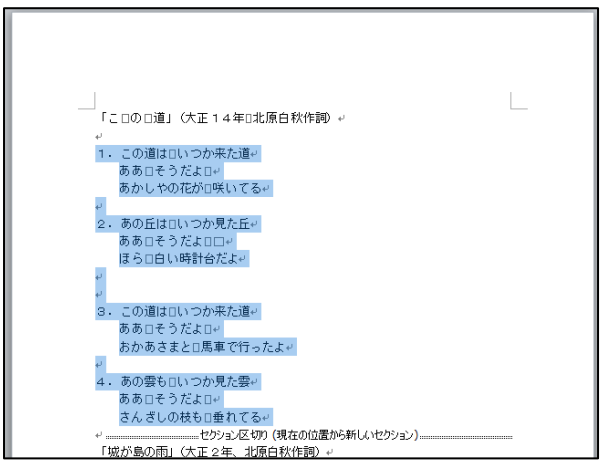 「こ□の□道」（大正１４年□北原白秋作詞）↵
↵
１．この道は□いつか来た道↵
ああ□そうだよ□↵
あかしやの花が□咲いてる↵
↵
２．あの丘は□いつか見た丘↵
ああ□そうだよ□□↵
ほら□白い時計台だよ↵
↵
↵
３．この道は□いつか来た道↵
ああ□そうだよ□↵
おかあさまと□馬車で行ったよ↵
↵
４．あの雲も□いつか見た雲↵
ああ□そうだよ□↵
さんざしの枝も□垂れてる↵
↵セクション区切り (現在の位置から新しいセクション)
「城が島の雨」（大正２年、北原白秋作詞）↵